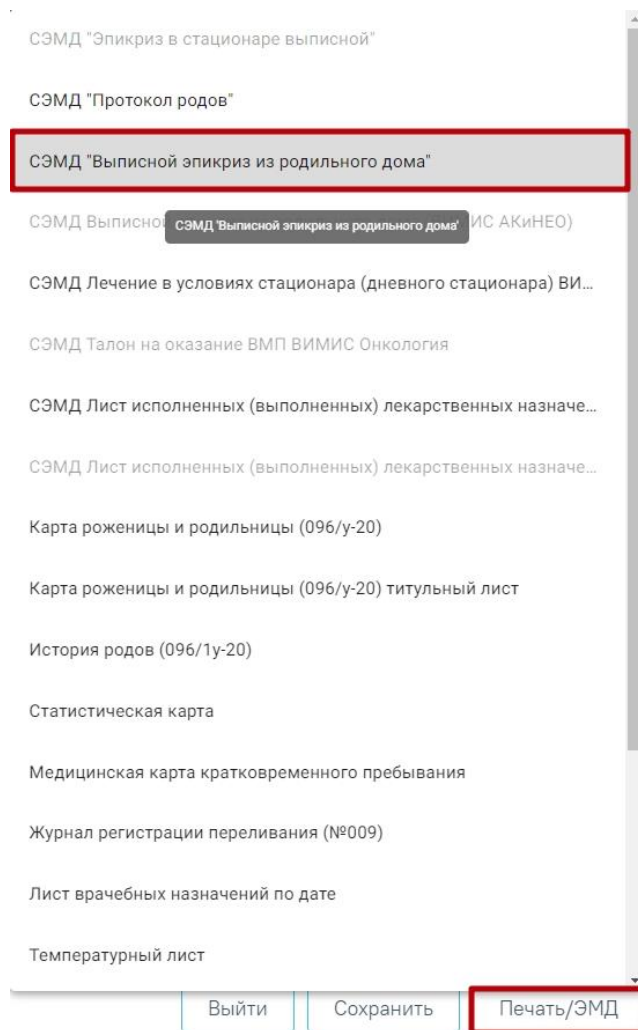 СЭМД "Эпикриз в стационаре выписной"
СЭМД "Протокол родов"
СЭМД "Выписной эпикриз из родильного дома"
СЭМД Выписно ИС АКиНЕО)
СЭМД 'Выписной эпикриз из родильного дома'
СЭМД Лечение в условиях стационара (дневного стационара) ВИ...
СЭМД Талон на оказание ВМП ВИМИС Онкология
СЭМД Лист исполненных (выполненных) лекарственных назначе...
СЭМД Лист исполненных (выполненных) лекарственных назначе...
Карта роженицы и родильницы (096/у-20)
Карта роженицы и родильницы (096/у-20) титульный лист
История родов (096/1у-20)
Статистическая карта
Медицинская карта кратковременного пребывания
Журнал регистрации переливания (№009)
Лист врачебных назначений по дате
Температурный лист
Выйти Сохранить Печать/ЭМД